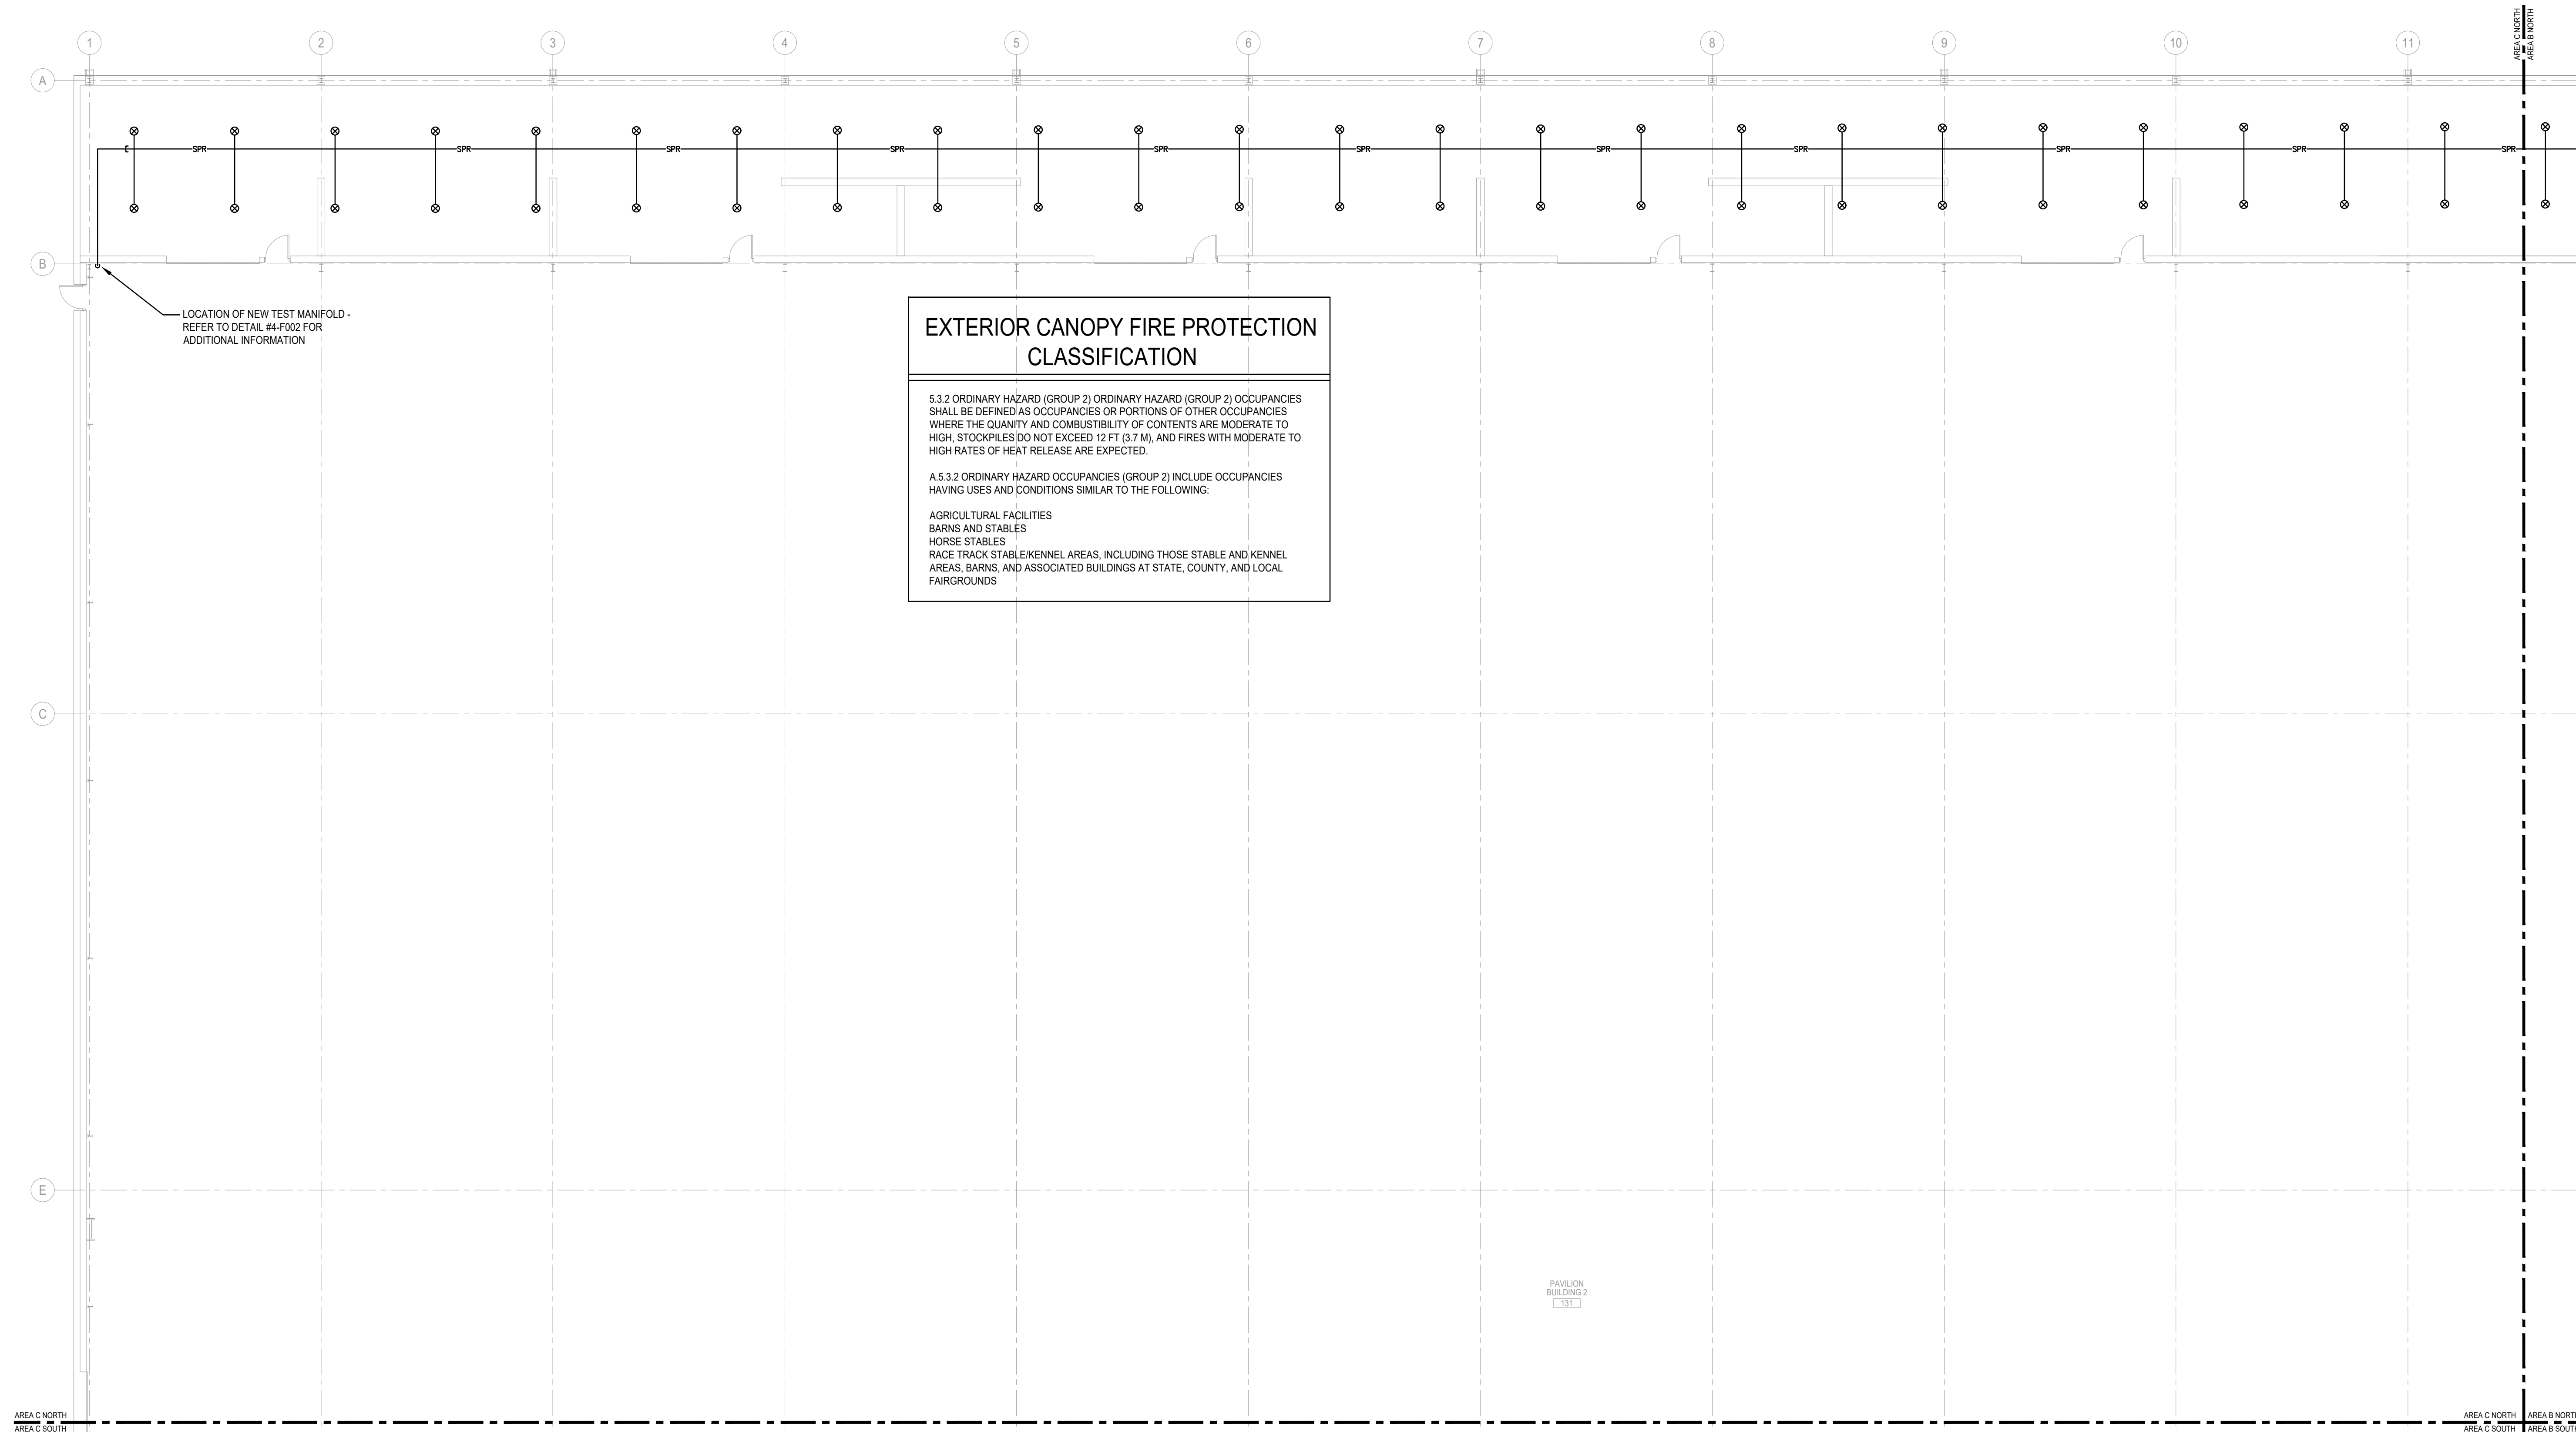 AREA C NORTH
AREA B NORTH
1
2
3
4
5
6
7
8
9
10
11
A
E
SPR
SPR
SPR
SPR
SPR
SPR
SPR
SPR
SPR
SPR
SPR
B
LOCATION OF NEW TEST MANIFOLD -
REFER TO DETAIL #4-F002 FOR
ADDITIONAL INFORMATION
EXTERIOR CANOPY FIRE PROTECTION
CLASSIFICATION
5.3.2 ORDINARY HAZARD (GROUP 2) ORDINARY HAZARD (GROUP 2) OCCUPANCIES
SHALL BE DEFINED AS OCCUPANCIES OR PORTIONS OF OTHER OCCUPANCIES
WHERE THE QUANITY AND COMBUSTIBILITY OF CONTENTS ARE MODERATE TO
HIGH, STOCKPILES DO NOT EXCEED 12 FT (3.7 M), AND FIRES WITH MODERATE TO
HIGH RATES OF HEAT RELEASE ARE EXPECTED.
A.5.3.2 ORDINARY HAZARD OCCUPANCIES (GROUP 2) INCLUDE OCCUPANCIES
HAVING USES AND CONDITIONS SIMILAR TO THE FOLLOWING:
AGRICULTURAL FACILITIES
BARNS AND STABLES
HORSE STABLES
RACE TRACK STABLE/KENNEL AREAS, INCLUDING THOSE STABLE AND KENNEL
AREAS, BARNS, AND ASSOCIATED BUILDINGS AT STATE, COUNTY, AND LOCAL
FAIRGROUNDS
C
E
PAVILION
BUILDING 2
131
AREA C NORTH
AREA C SOUTH
AREA C NORTH
AREA B NORTH
AREA C SOUTH
AREA B SOUTH